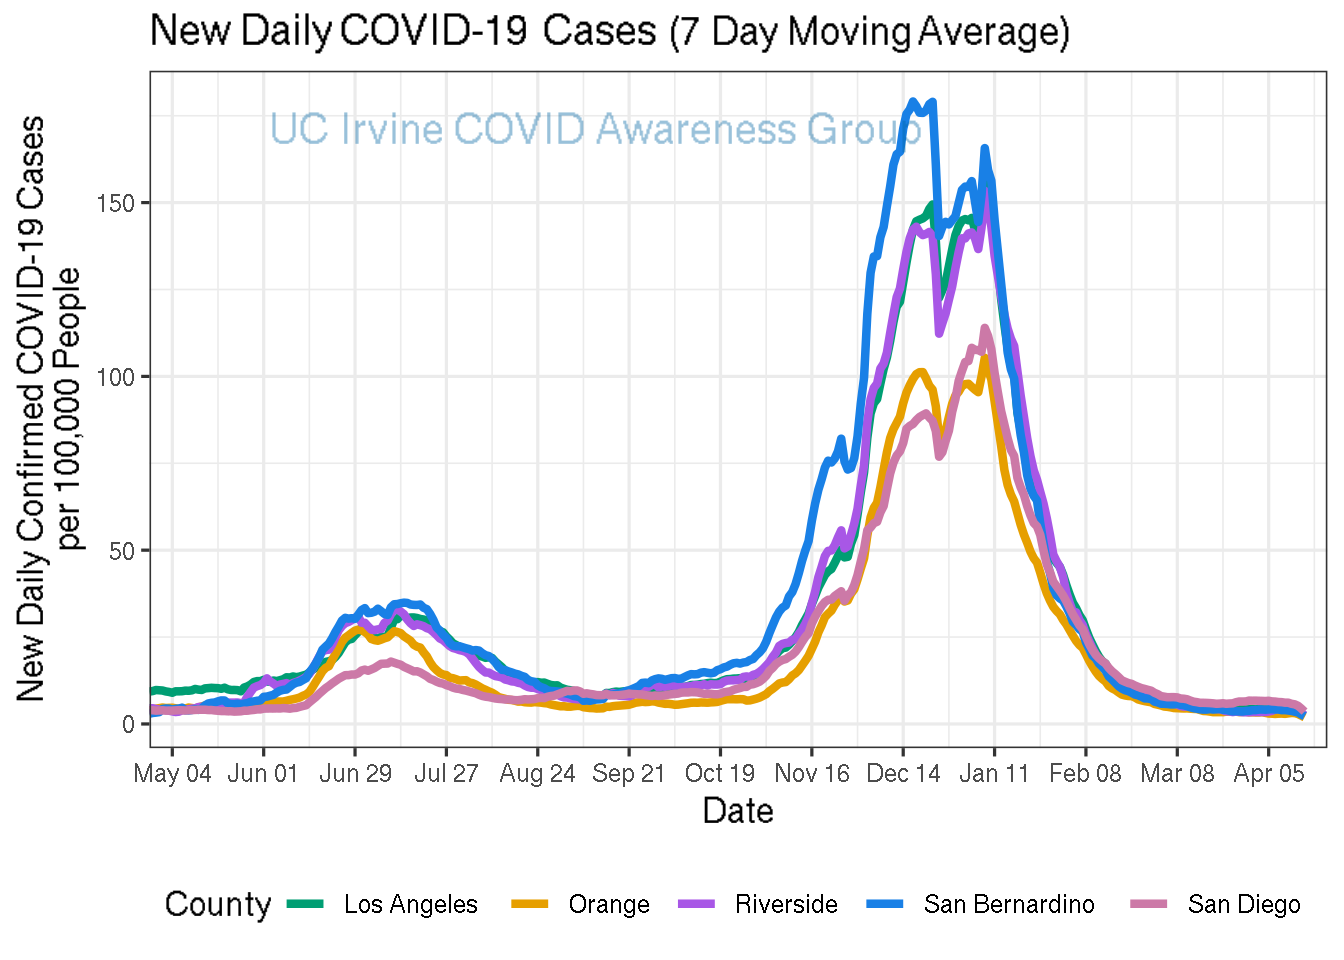 New Daily COVID-19 Cases (7 Day Moving Average)
UC Irvine COVID Awareness Group
New Daily Confirmed COVID-19 Cases
per 100,000 People
150
100
50
0
May 04 Jun 01 Jun 29 Jul 27 Aug 24 Sep 21 Oct 19 Nov 16 Dec 14 Jan 11 Feb 08 Mar 08 Apr 05
Date
County Los Angeles Orange Riverside San Bernardino San Diego